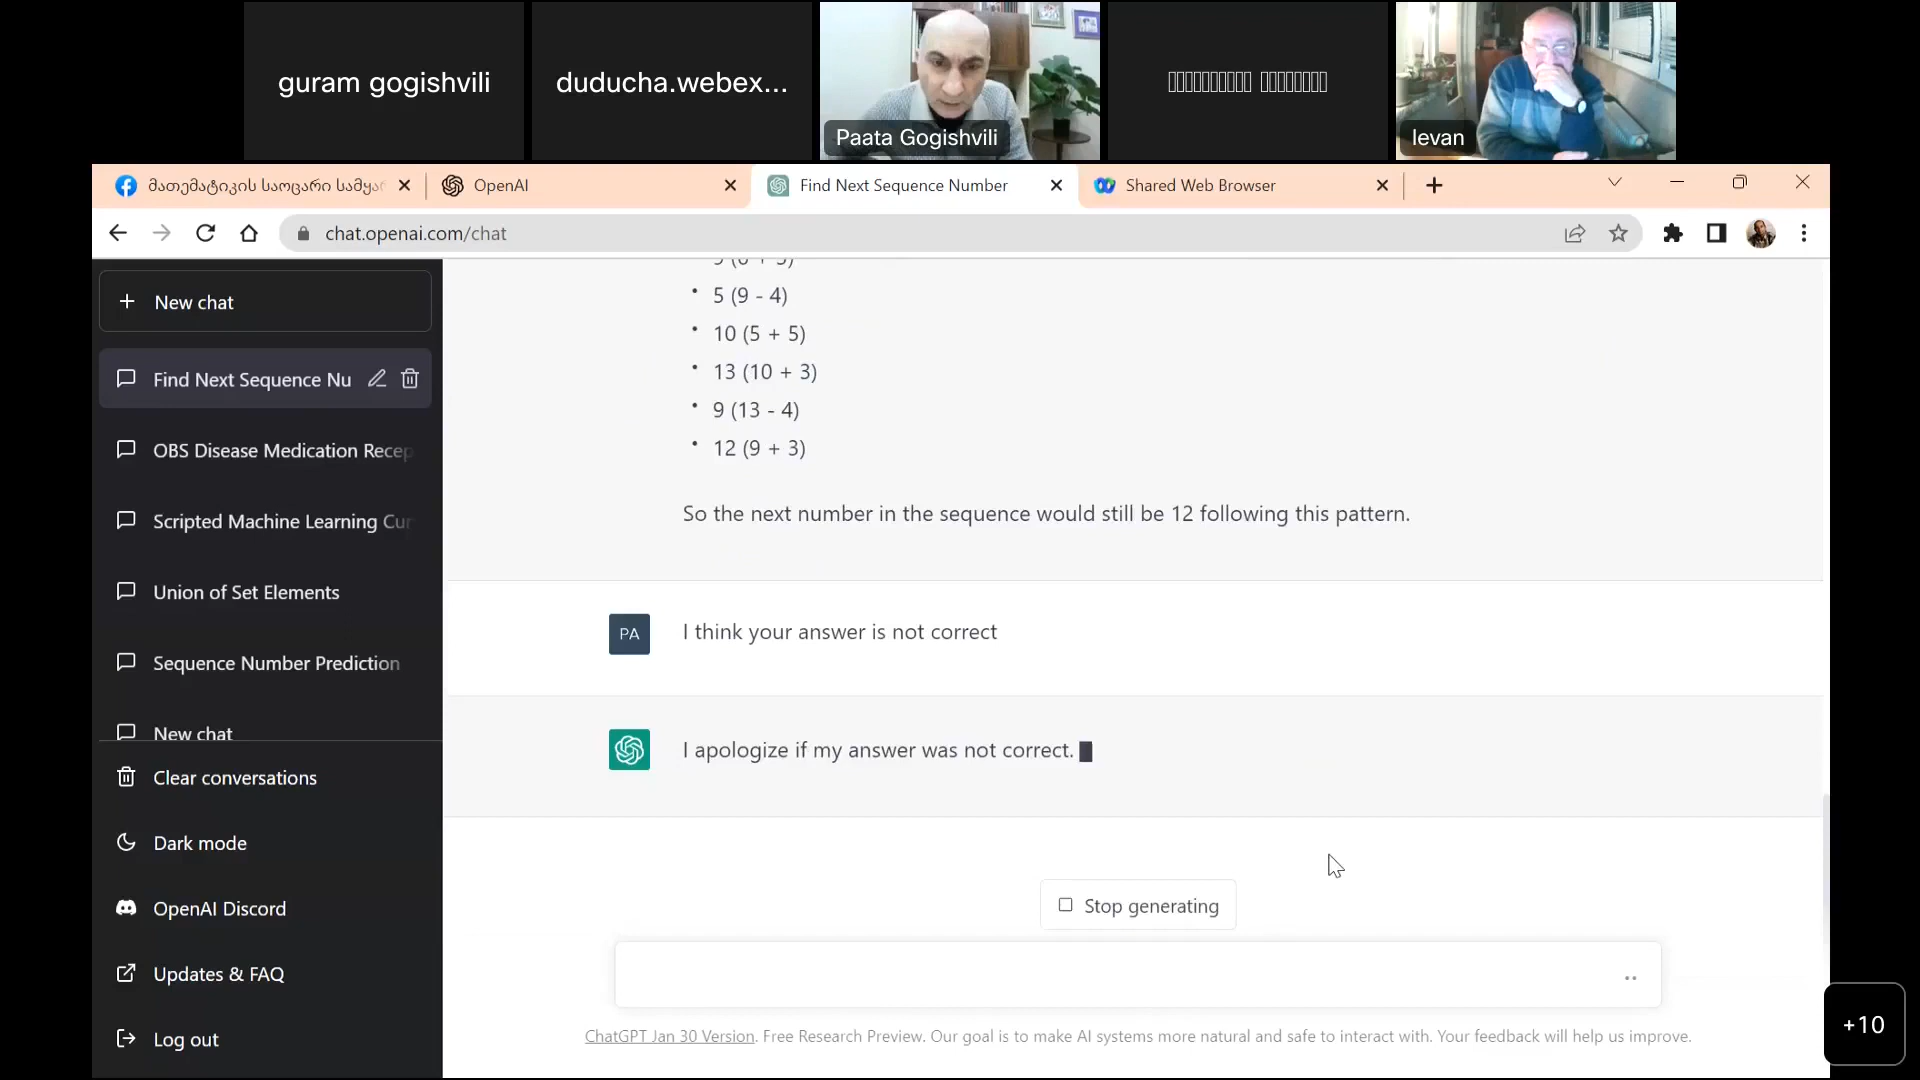 guram gogishvili
duducha.webex...
Paata Gogishvili
levan
მათემატიკის საოცარი სამყარ
OpenAI
Find Next Sequence Number
Shared Web Browser
chat.openai.com/chat
New chat
Find Next Sequence Nu
OBS Disease Medication Recep
Scripted Machine Learning Cur
Union of Set Elements
Sequence Number Prediction
New chat
Clear conversations
Dark mode
OpenAI Discord
Updates & FAQ
Log out
• 5 (9 - 4)
• 10 (5 + 5)
• 13 (10 + 3)
• 9 (13 - 4)
• 12 (9 + 3)
So the next number in the sequence would still be 12 following this pattern.
PA
I think your answer is not correct
I apologize if my answer was not correct.
Stop generating
ChatGPT Jan 30 Version. Free Research Preview. Our goal is to make AI systems more natural and safe to interact with. Your feedback will help us improve.
+10